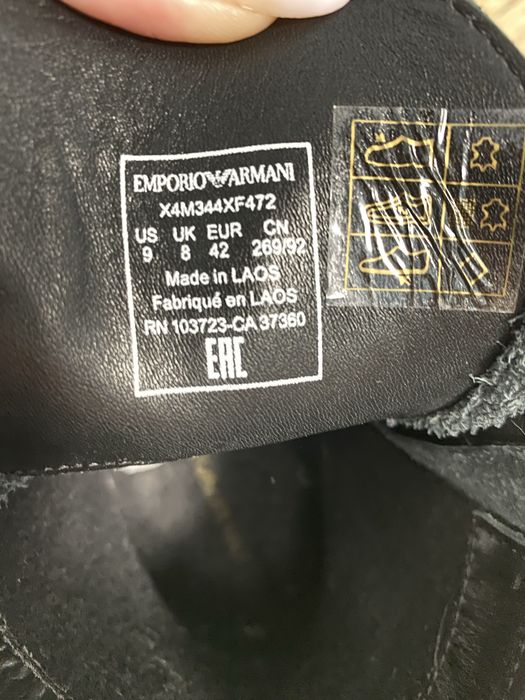 EMPORIO ARMANI
X4M344XF472
US UK EUR CN
9 8 42 269/92
Made in LAOS
Fabriqué en LAOS
RN 103723-CA 37360
EAC